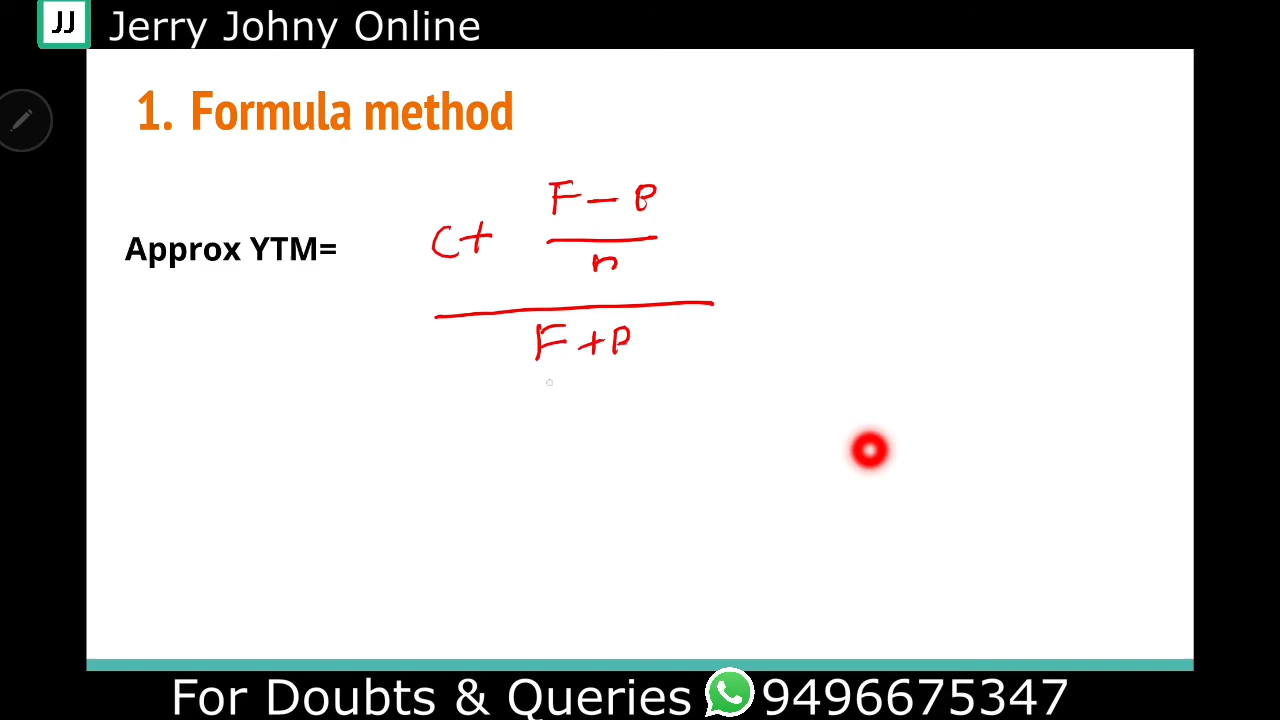 JJ Jerry Johny Online
1. Formula method
F - P
Approx YTM= C+
n
F + P
For Doubts & Queries 9496675347